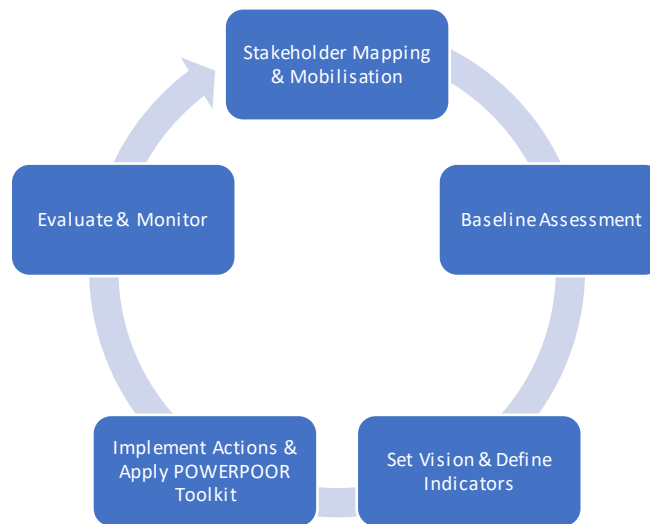 Stakeholder Mapping
& Mobilisation
Baseline Assessment
Set Vision & Define
Indicators
Implement Actions &
Apply POWERPOOR
Toolkit
Evaluate & Monitor